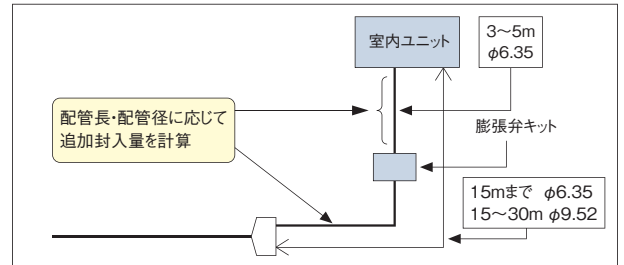 室内ユニット
3〜5m
φ6.35
配管長・配管径に応じて
追加封入量を計算
膨張弁キット
15mまで φ6.35
15〜30m φ9.52